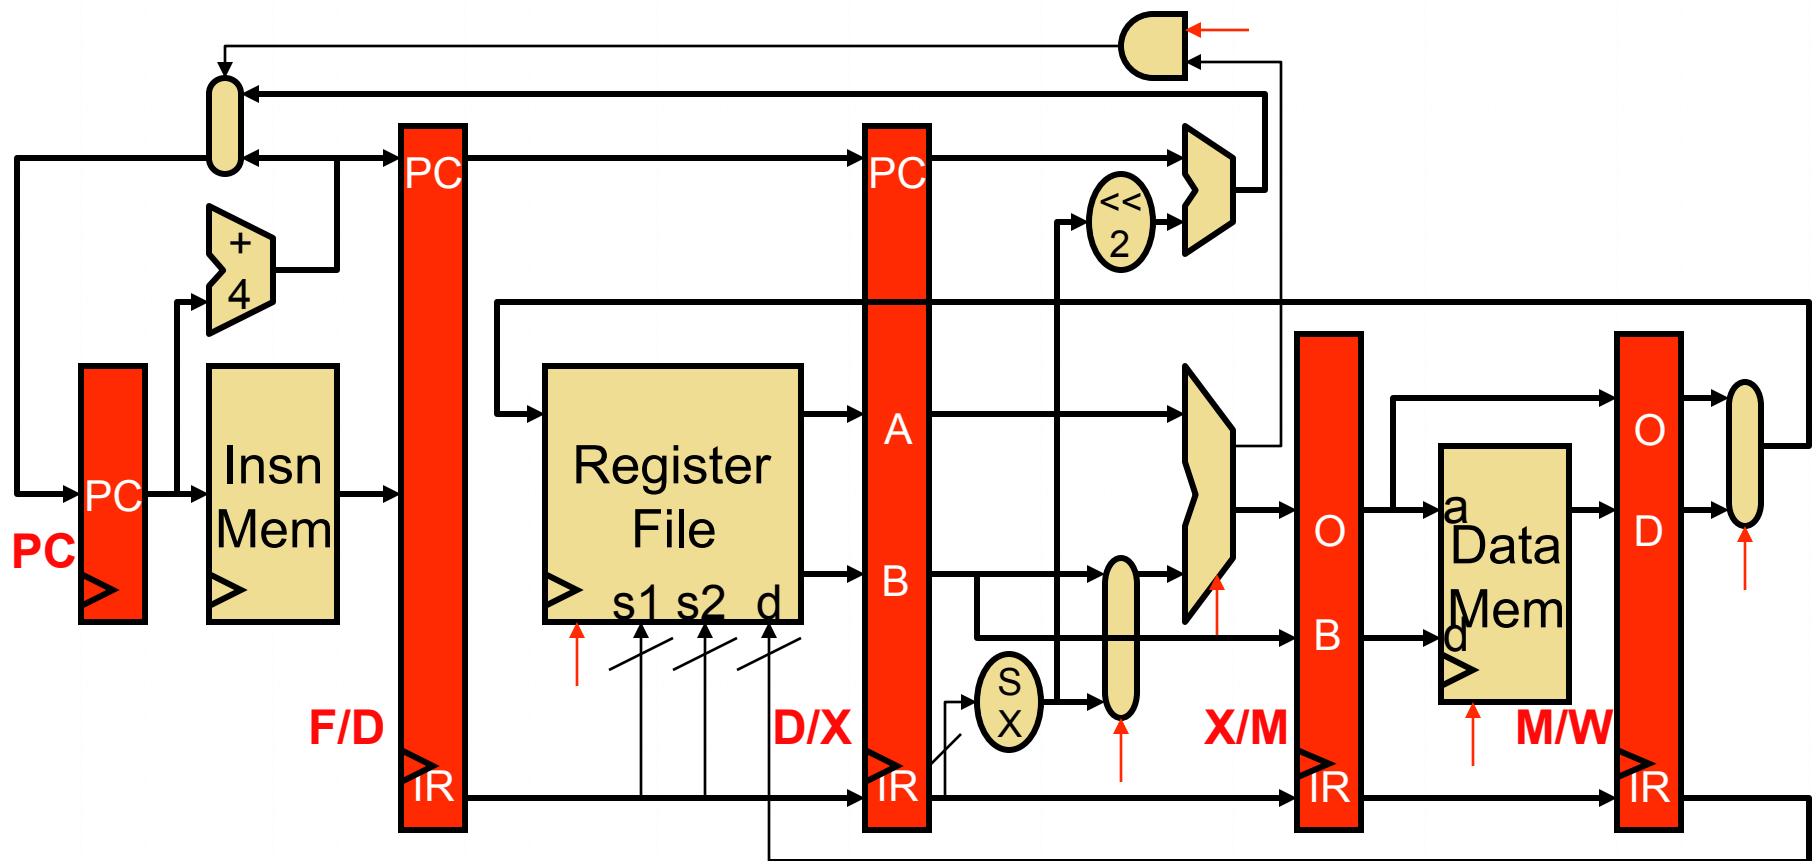 <<
2
PC
PC
+
4
A
Insn
Mem
Register
File
s1 s2 d
PC
PC
B
O
B
a
Data
Mem
d
O
D
S
X
F/D
D/X
X/M
M/W
IR
IR
IR
IR